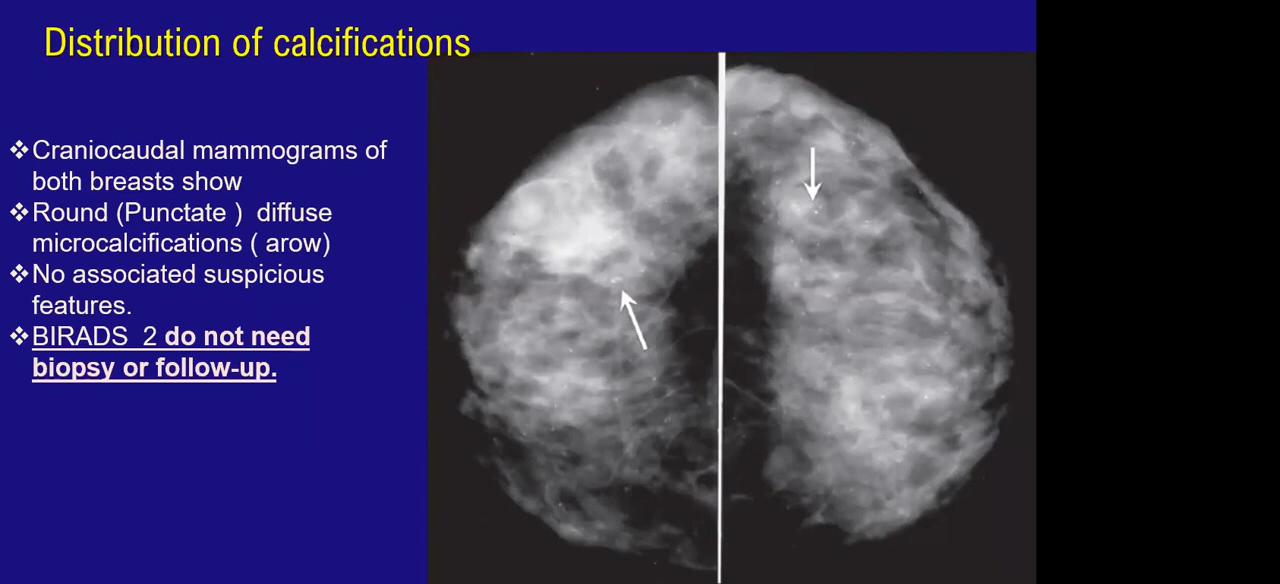 Distribution of calcifications
❖Craniocaudal mammograms of
both breasts show
❖Round (Punctate ) diffuse
microcalcifications ( arow)
❖No associated suspicious
features.
❖BIRADS 2 do not need
biopsy or follow-up.